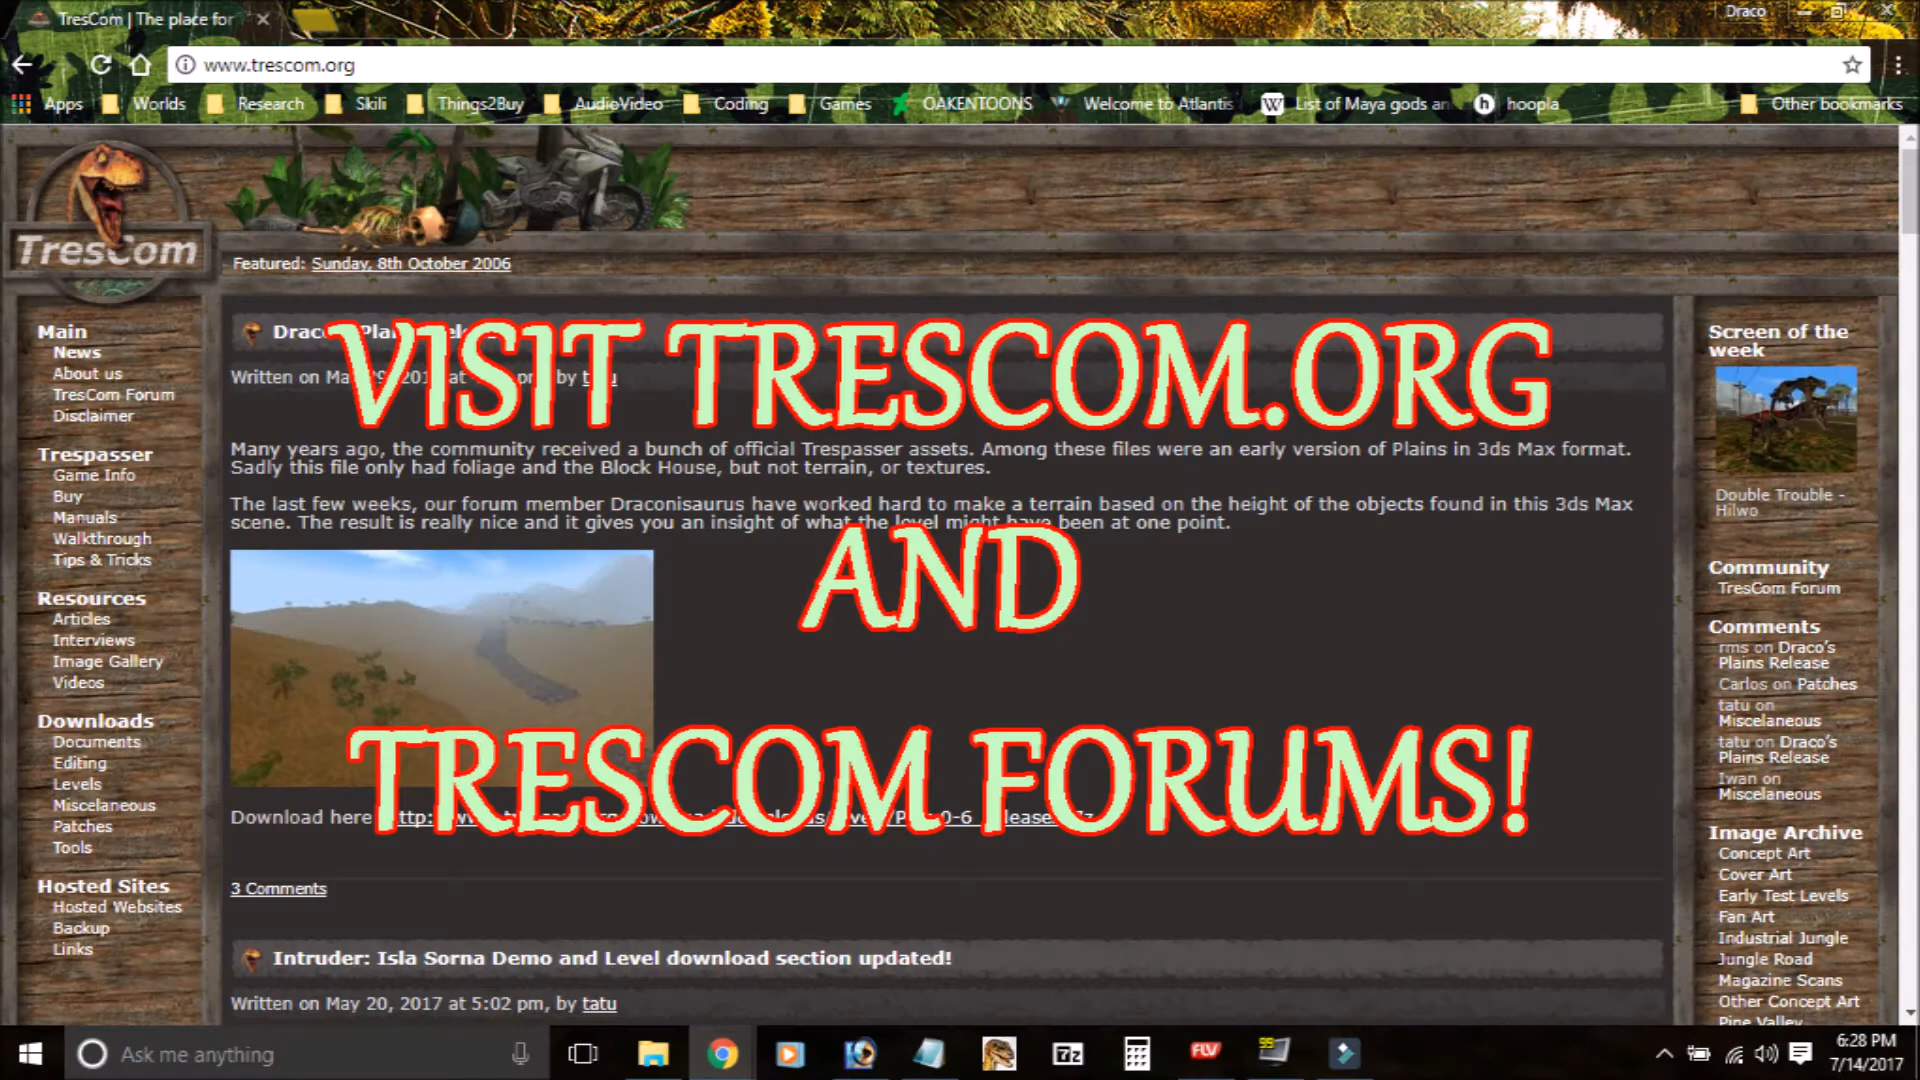 TresCom | The place for
Draco
www.trescom.org
Apps Worlds Research Skili Things2Buy AudioVideo Coding Games OAKENTOONS Welcome to Atlantis List of Maya gods an hoopla Other bookmarks
TresCom
Featured: Sunday, 8th October 2006
Main
News
About us
TresCom Forum
Disclaimer
Trespasser
Game Info
Buy
Manuals
Walkthrough
Tips & Tricks
Resources
Articles
Interviews
Image Gallery
Videos
Downloads
Documents
Editing
Levels
Miscellaneous
Patches
Tools
Hosted Sites
Hosted Websites
Backup
Links
VISIT TRESCOM.ORG
AND
TRESCOM FORUMS!
Written on
by
Many years ago, the community received a bunch of official Trespasser assets. Among these files were an early version of Plains in 3ds Max format.
Sadly this file only had foliage and the Block House, but not terrain, or textures.
The last few weeks, our forum member Draconisaurus have worked hard to make a terrain based on the height of the objects found in this 3ds Max
scene. The result is really nice and it gives you an insight of what the level might have been at one point.
Download here
3 Comments
Intruder: Isla Sorna Demo and Level download section updated!
Written on May 20, 2017 at 5:02 pm, by tatu
Screen of the
week
Double Trouble -
Hilwo
Community
TresCom Forum
Comments
rms on Draco's
Plains Release
Carlos on Patches
tatu on
Miscellaneous
tatu on Draco's
Plains Release
Iwan on
Miscellaneous
Image Archive
Concept Art
Cover Art
Early Test Levels
Fan Art
Industrial Jungle
Jungle Road
Magazine Scans
Other Concept Art
Pine Valley
Ask me anything
7z
FLV
99
6:28 PM
7/14/2017